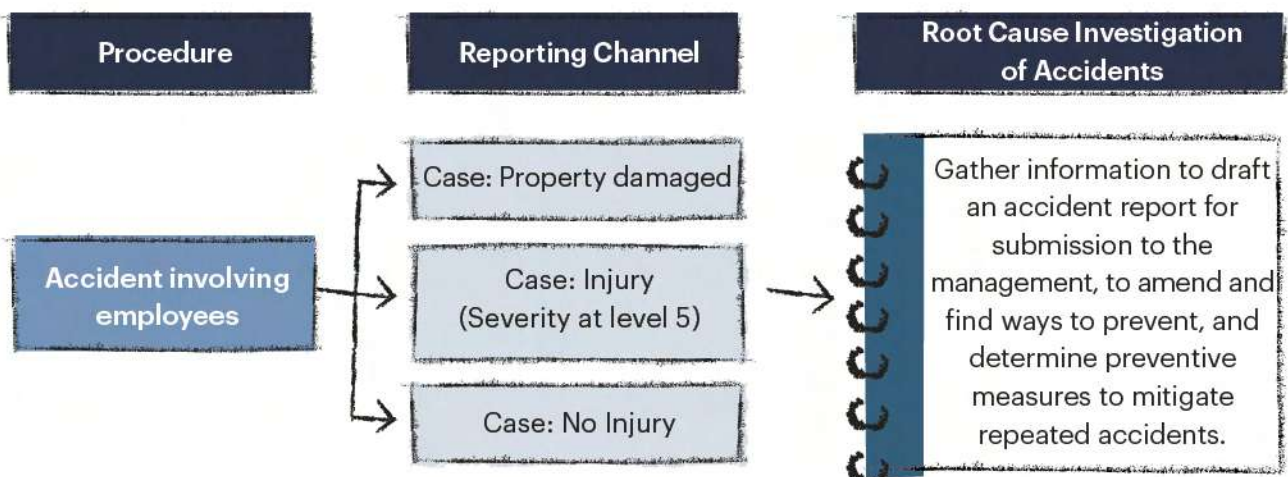 Procedure
Reporting Channel
Root Cause Investigation
of Accidents
Accident involving
employees
Case: Property damaged
Case: Injury
(Severity at level 5)
Case: No Injury
Gather information to draft
an accident report for
submission to the
management, to amend and
find ways to prevent, and
determine preventive
measures to mitigate
repeated accidents.